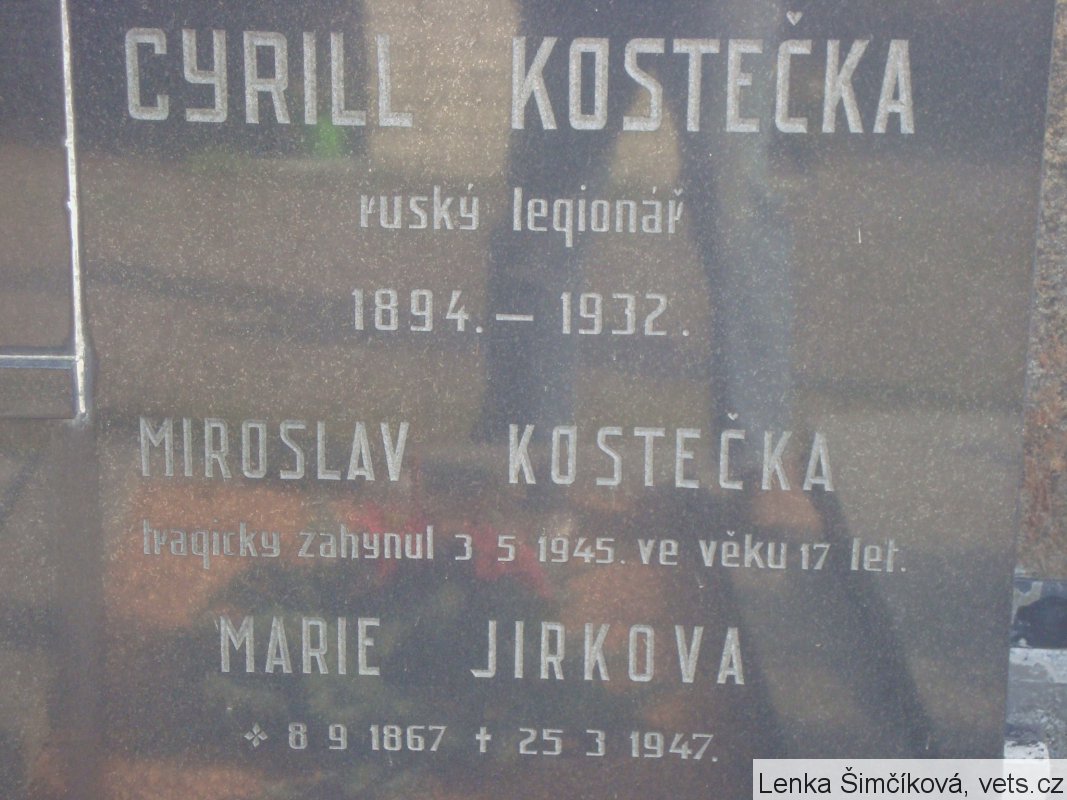 CYRILL KOSTEČKA
ruský legionář
1894. – 1932.
MIROSLAV KOSTEČKA
tragicky zahynul 3 5 1945. ve věku 17 let.
MARIE JIRKOVA
8 9 1867 ✝ 25 3 1947.
Lenka Šimčíková, vets.cz